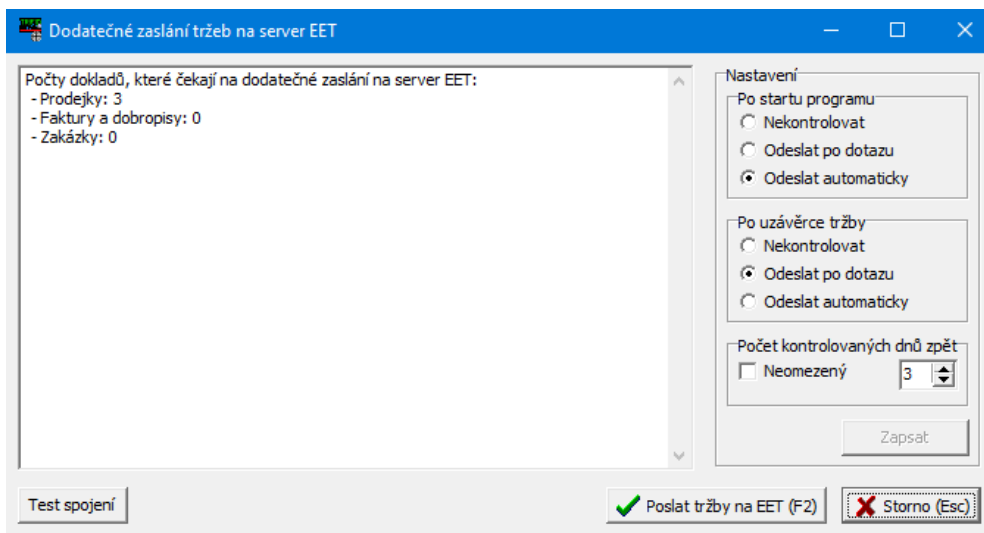 Dodatečné zaslání tržeb na server EET
Počty dokladů, které čekají na dodatečné zaslání na server EET:
- Prodejky: 3
- Faktury a dobropisy: 0
- Zakázky: 0
Nastavení
Po startu programu
Nekontrolovat
Odeslat po dotazu
Odeslat automaticky
Po uzávěrce tržby
Nekontrolovat
Odeslat po dotazu
Odeslat automaticky
Počet kontrolovaných dnů zpět
Neomezený 3
Zapsat
Test spojení
Poslat tržby na EET (F2)
Storno (Esc)